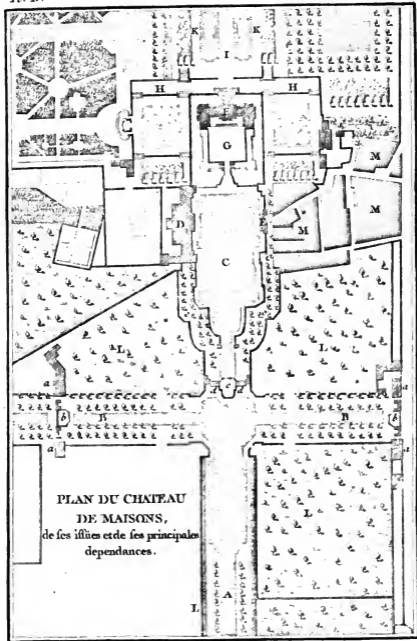 K K
I
H H
G
M
D E M
M
C
L L
a a
d c d
b B B b
a a
PLAN DU CHATEAU
DE MAISONS,
de ses issües et de ses principales
dependances.
L
A
L